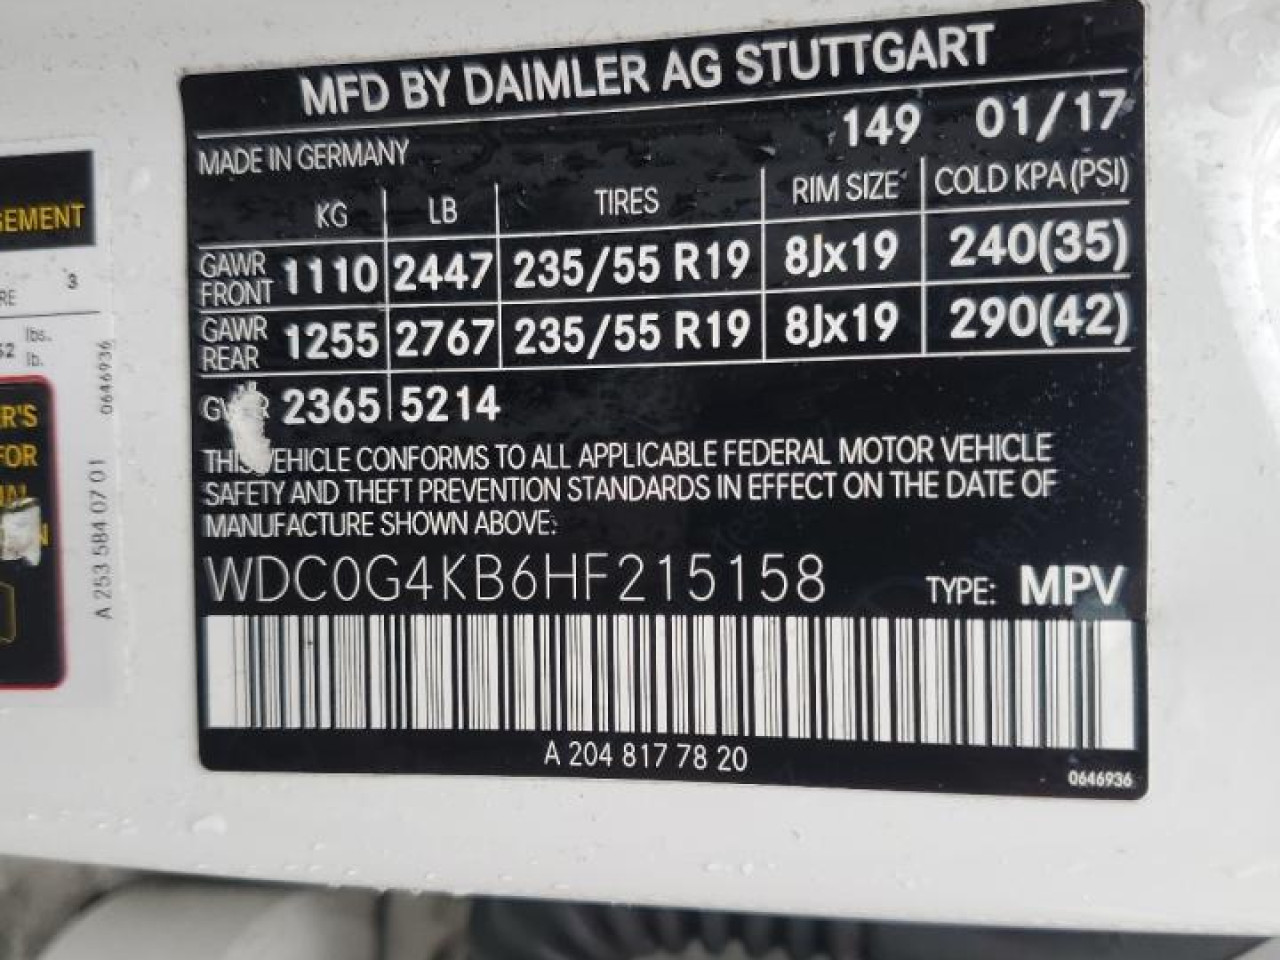 MFD BY DAIMLER AG STUTTGART
149 01/17
MADE IN GERMANY
KG LB TIRES RIM SIZE COLD KPA (PSI)
GAWR FRONT 1110 2447 235/55 R19 8Jx19 240(35)
GAWR REAR 1255 2767 235/55 R19 8Jx19 290(42)
2365 5214
THIS VEHICLE CONFORMS TO ALL APPLICABLE FEDERAL MOTOR VEHICLE
SAFETY AND THEFT PREVENTION STANDARDS IN EFFECT ON THE DATE OF
MANUFACTURE SHOWN ABOVE:
WDC0G4KB6HF215158 TYPE: MPV
A 204 817 78 20
0646936
3
lbs.
lb.
FOR
A 253 584 07 01 0646936